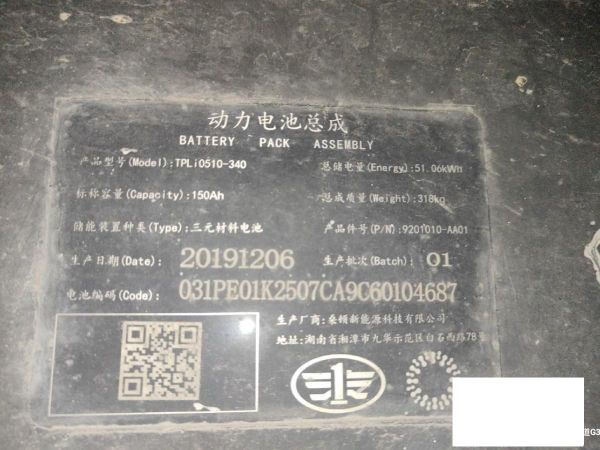 动力电池总成
BATTERY PACK ASSEMBLY
产品型号(Model):TPLi0510-340 总储电量(Energy):51.06kWh
标称容量(Capacity):150Ah 总成质量(Weight):318kg
储能装置种类(Type):三元材料电池 产品件号(P/N):9201010-AA01
生产日期(Date): 20191206 生产批次(Batch): 01
电池编码(Code): 031PE01K2507CA9C60104687
生产厂商:桑顿新能源科技有限公司
地址:湖南省湘潭市九华示范区白石西路78号
1
道G3